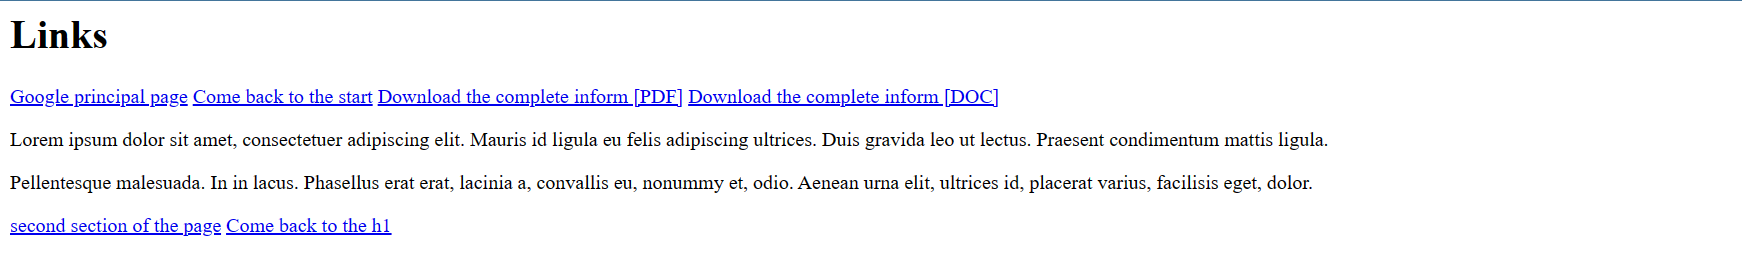 Links
Google principal page Come back to the start Download the complete inform [PDF] Download the complete inform [DOC]
Lorem ipsum dolor sit amet, consectetuer adipiscing elit. Mauris id ligula eu felis adipiscing ultrices. Duis gravida leo ut lectus. Praesent condimentum mattis ligula.
Pellentesque malesuada. In in lacus. Phasellus erat erat, lacinia a, convallis eu, nonummy et, odio. Aenean urna elit, ultrices id, placerat varius, facilisis eget, dolor.
second section of the page Come back to the h1